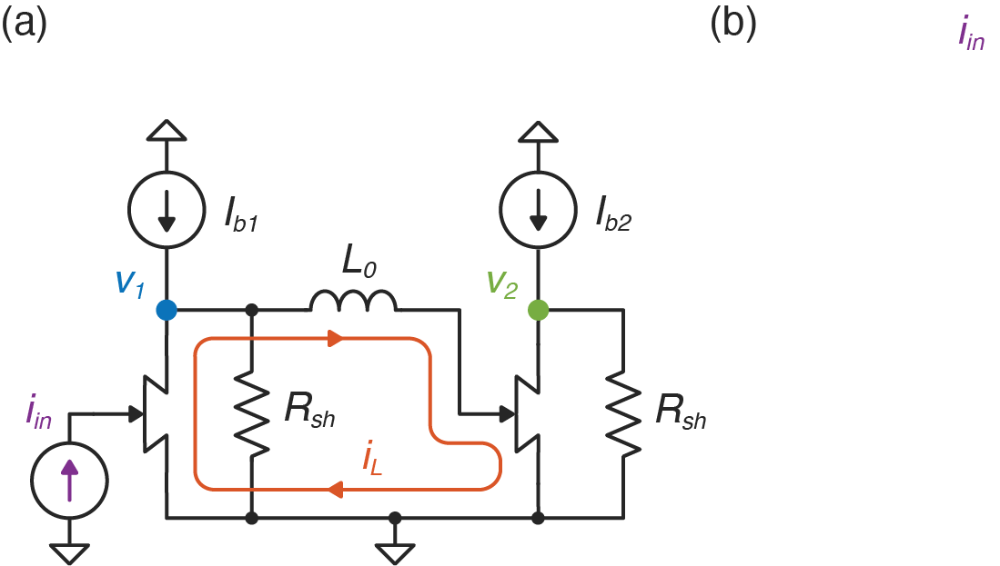 (a)
(b)
i_in
I_b1
I_b2
L_0
v_1
v_2
i_in
R_sh
R_sh
i_L